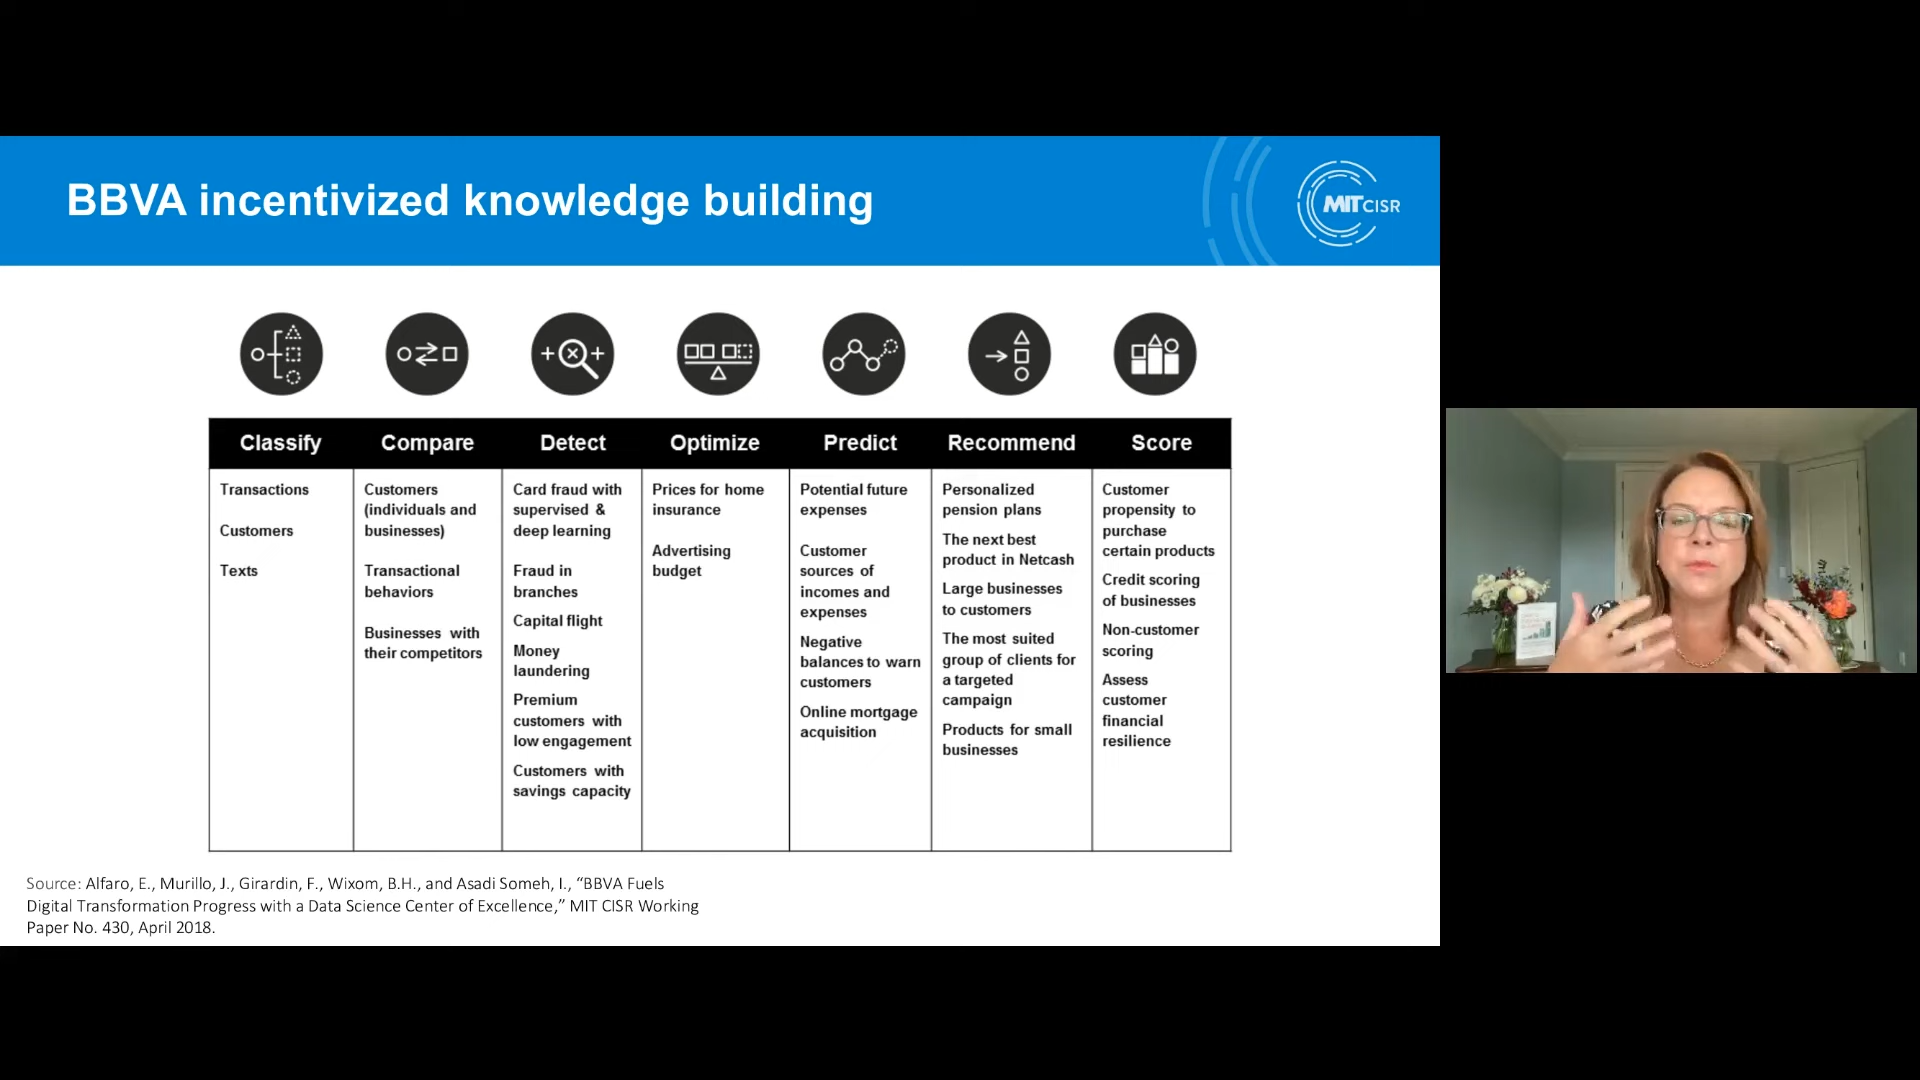 BBVA incentivized knowledge building
MIT CISR
Classify
Compare
Detect
Optimize
Predict
Recommend
Score
Transactions
Customers
Texts
Customers
(individuals and
businesses)
Transactional
behaviors
Businesses with
their competitors
Card fraud with
supervised &
deep learning
Fraud in
branches
Capital flight
Money
laundering
Premium
customers with
low engagement
Customers with
savings capacity
Prices for home
insurance
Advertising
budget
Potential future
expenses
Customer
sources of
incomes and
expenses
Negative
balances to warn
customers
Online mortgage
acquisition
Personalized
pension plans
The next best
product in Netcash
Large businesses
to customers
The most suited
group of clients for
a targeted
campaign
Products for small
businesses
Customer
propensity to
purchase
certain products
Credit scoring
of businesses
Non-customer
scoring
Assess
customer
financial
resilience
Source: Alfaro, E., Murillo, J., Girardin, F., Wixom, B.H., and Asadi Someh, I., “BBVA Fuels
Digital Transformation Progress with a Data Science Center of Excellence,” MIT CISR Working
Paper No. 430, April 2018.